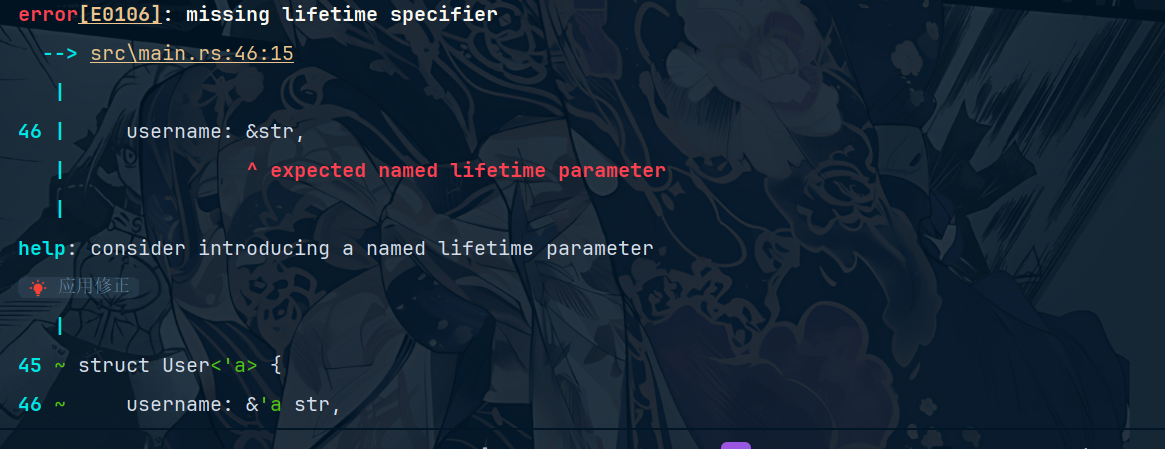 error[E0106]: missing lifetime specifier
--> src\main.rs:46:15
|
46 | username: &str,
| ^ expected named lifetime parameter
|
help: consider introducing a named lifetime parameter
应用修正
|
45 ~ struct User<'a> {
46 ~ username: &'a str,